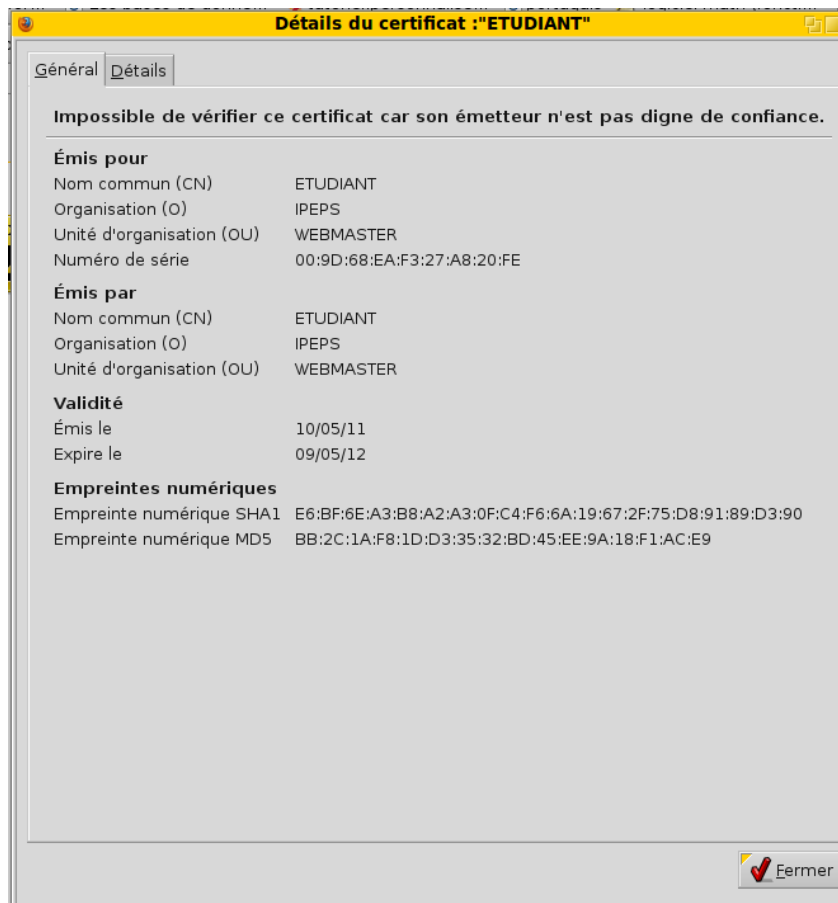 Détails du certificat :"ETUDIANT"
Général Détails
Impossible de vérifier ce certificat car son émetteur n'est pas digne de confiance.
Émis pour
Nom commun (CN) ETUDIANT
Organisation (O) IPEPS
Unité d'organisation (OU) WEBMASTER
Numéro de série 00:9D:68:EA:F3:27:A8:20:FE
Émis par
Nom commun (CN) ETUDIANT
Organisation (O) IPEPS
Unité d'organisation (OU) WEBMASTER
Validité
Émis le 10/05/11
Expire le 09/05/12
Empreintes numériques
Empreinte numérique SHA1 E6:BF:6E:A3:B8:A2:A3:0F:C4:F6:6A:19:67:2F:75:D8:91:89:D3:90
Empreinte numérique MD5 BB:2C:1A:F8:1D:D3:35:32:BD:45:EE:9A:18:F1:AC:E9
Fermer